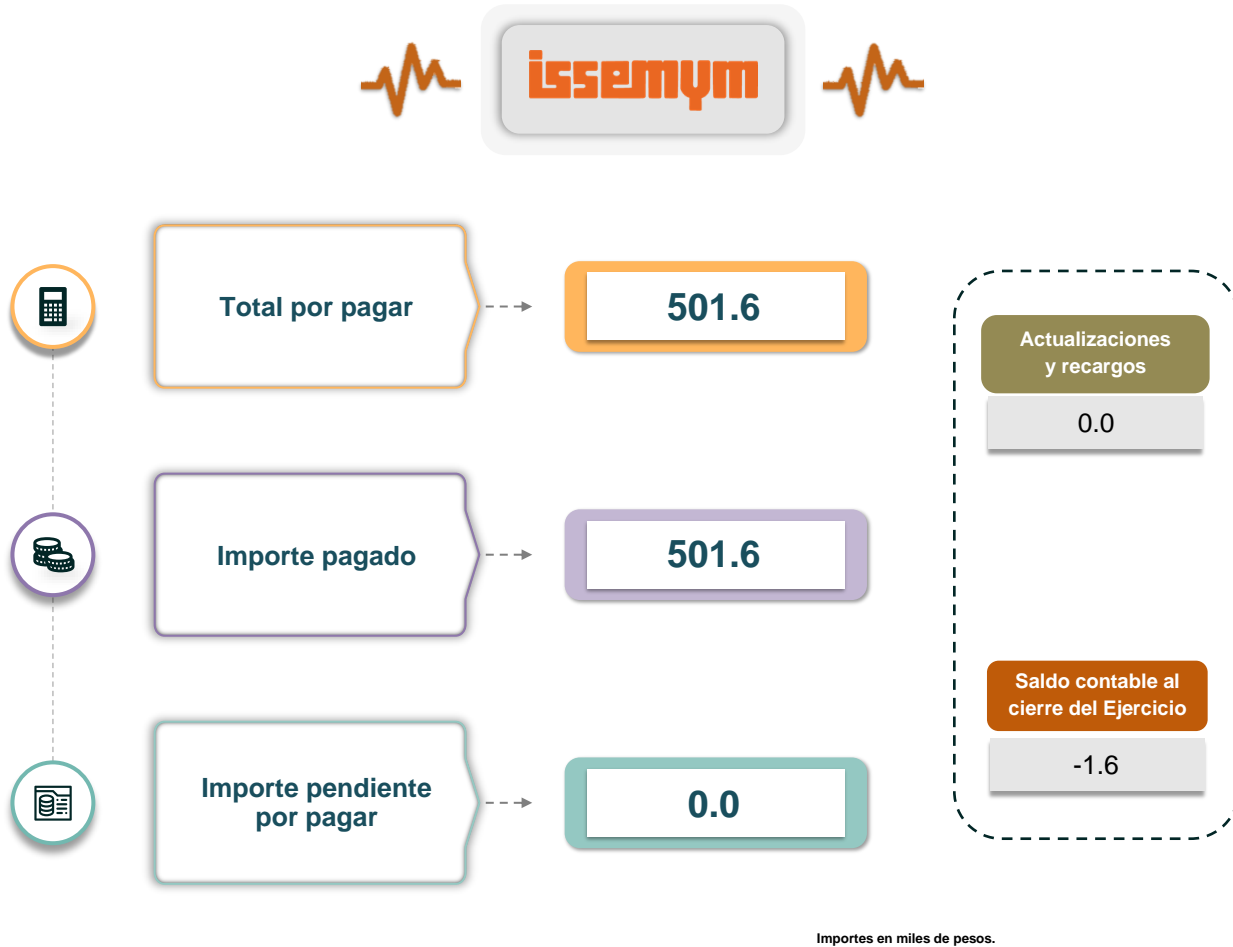 issemym
Total por pagar
501.6
Actualizaciones
y recargos
0.0
Importe pagado
501.6
Saldo contable al
cierre del Ejercicio
-1.6
Importe pendiente
por pagar
0.0
Importes en miles de pesos.